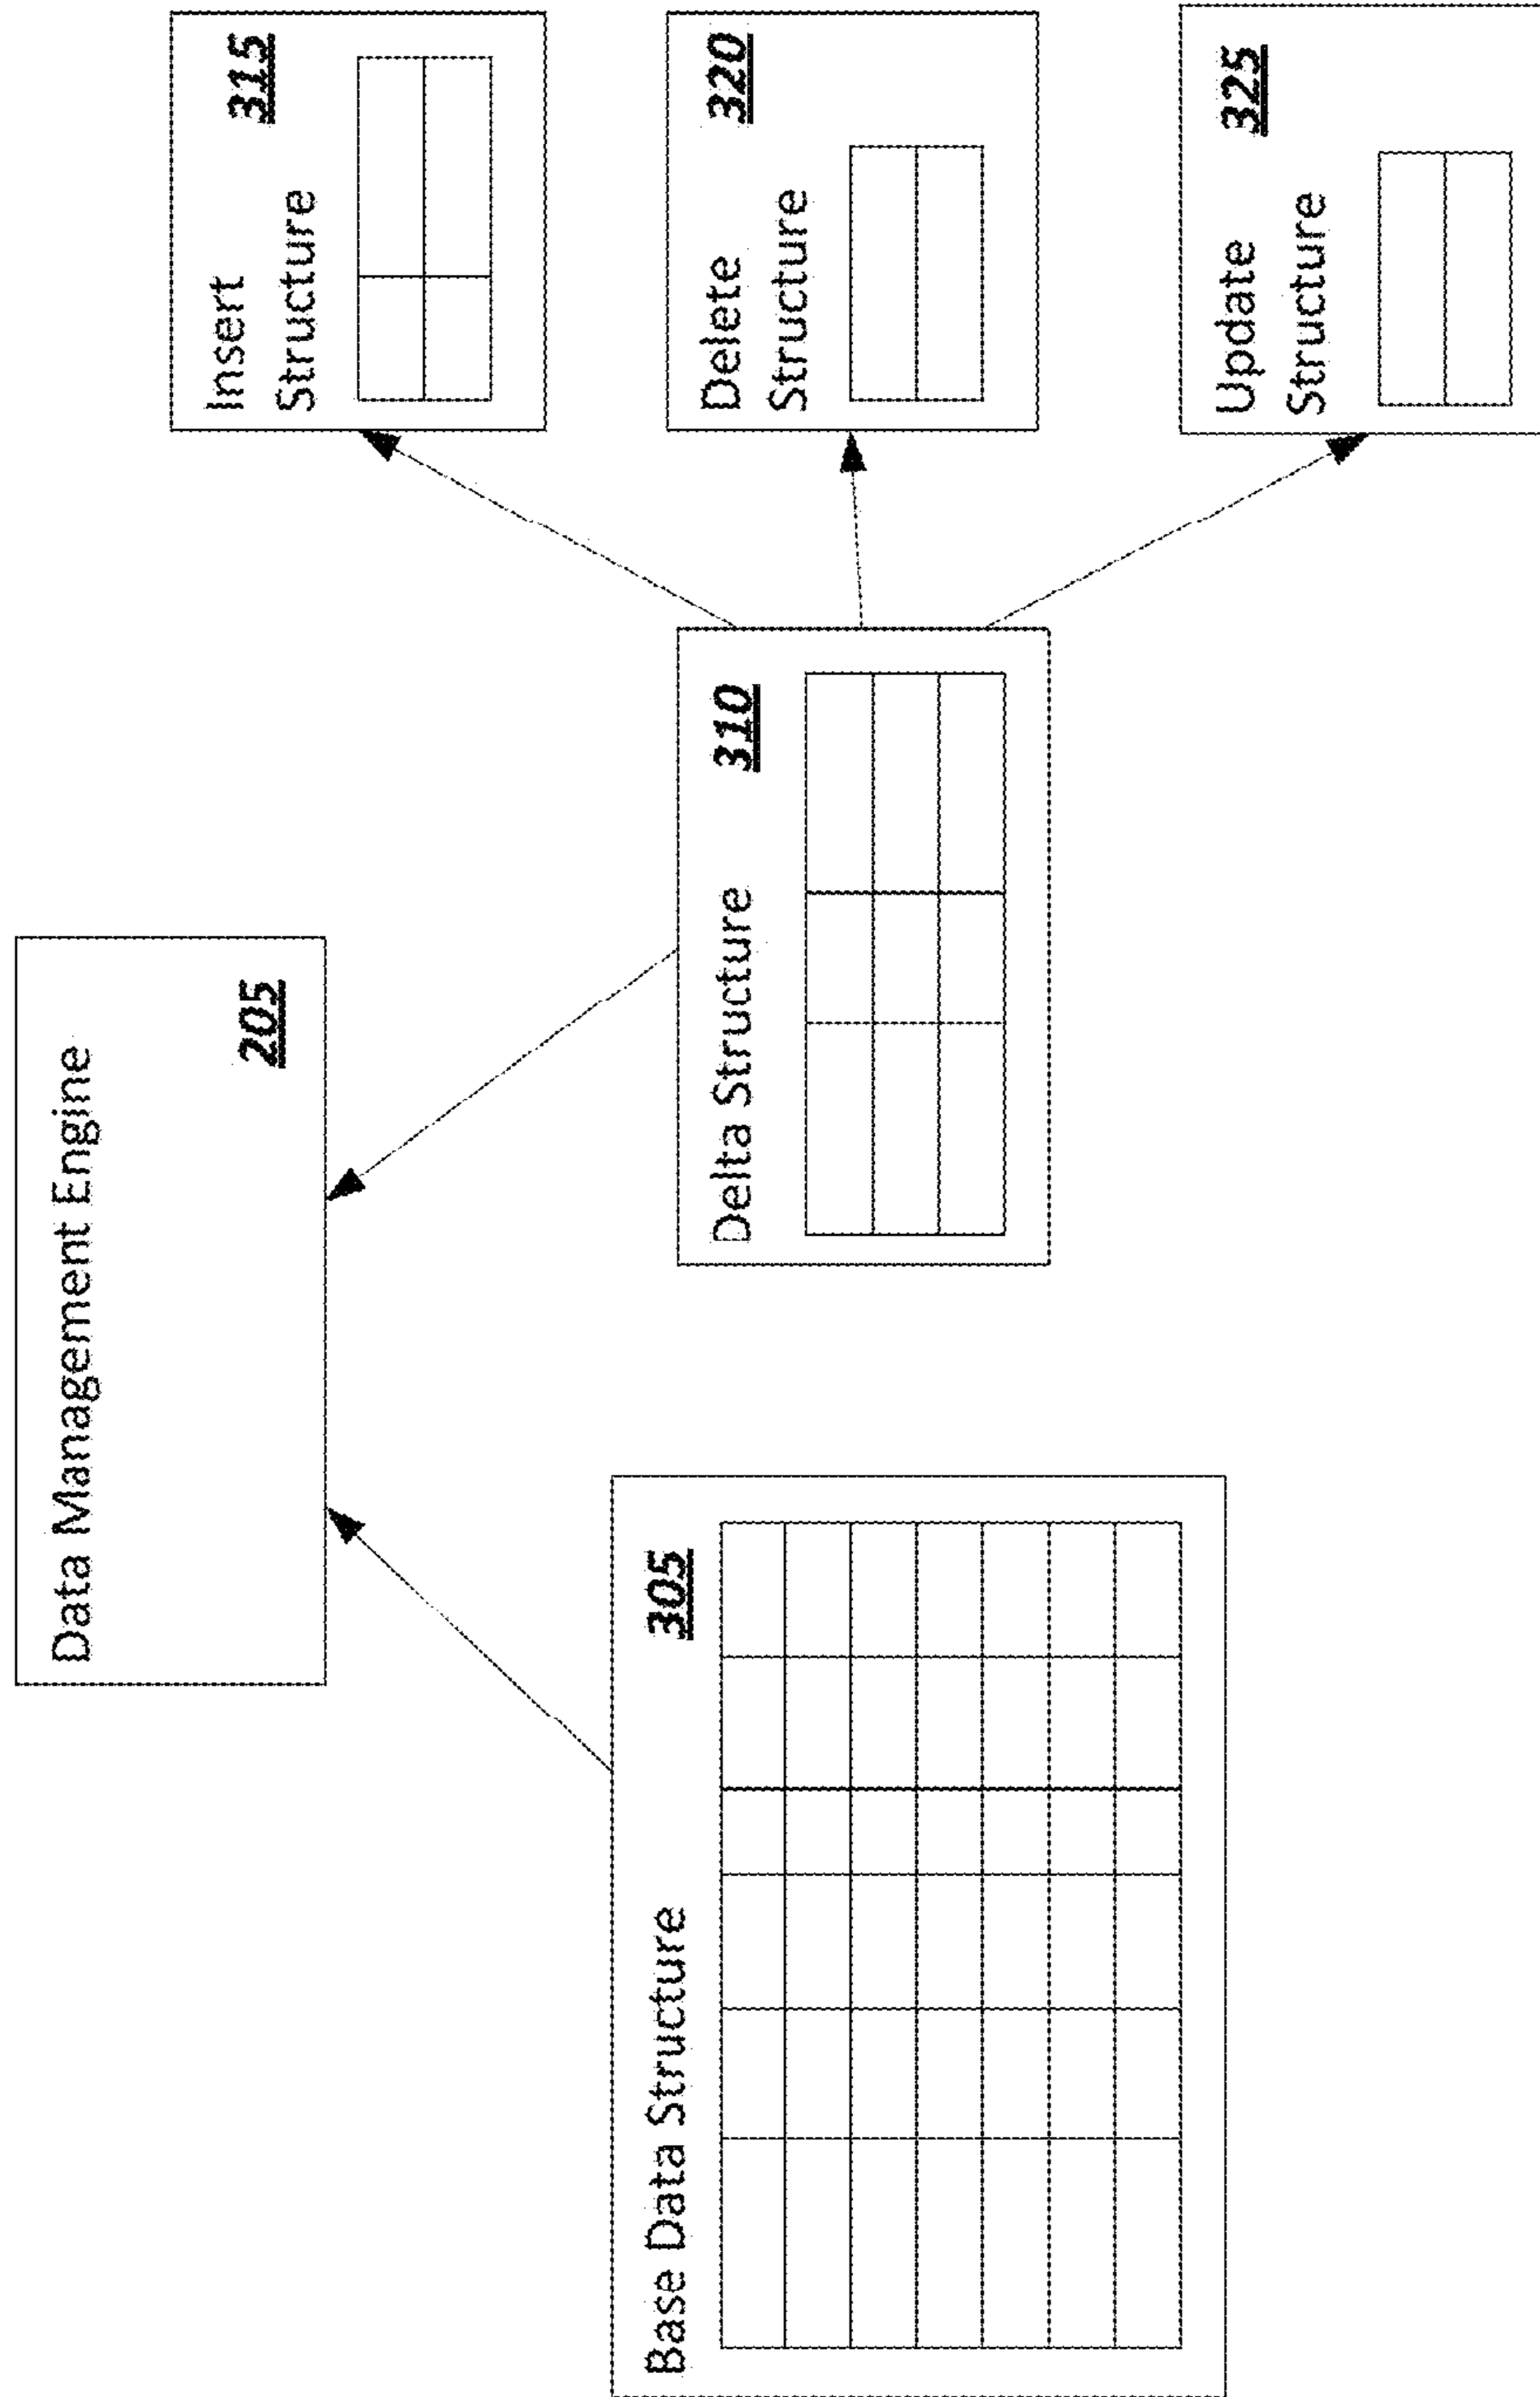 Data Management Engine
205
Base Data Structure
305
Delta Structure
310
Insert
Structure
315
Delete
Structure
320
Update
Structure
325